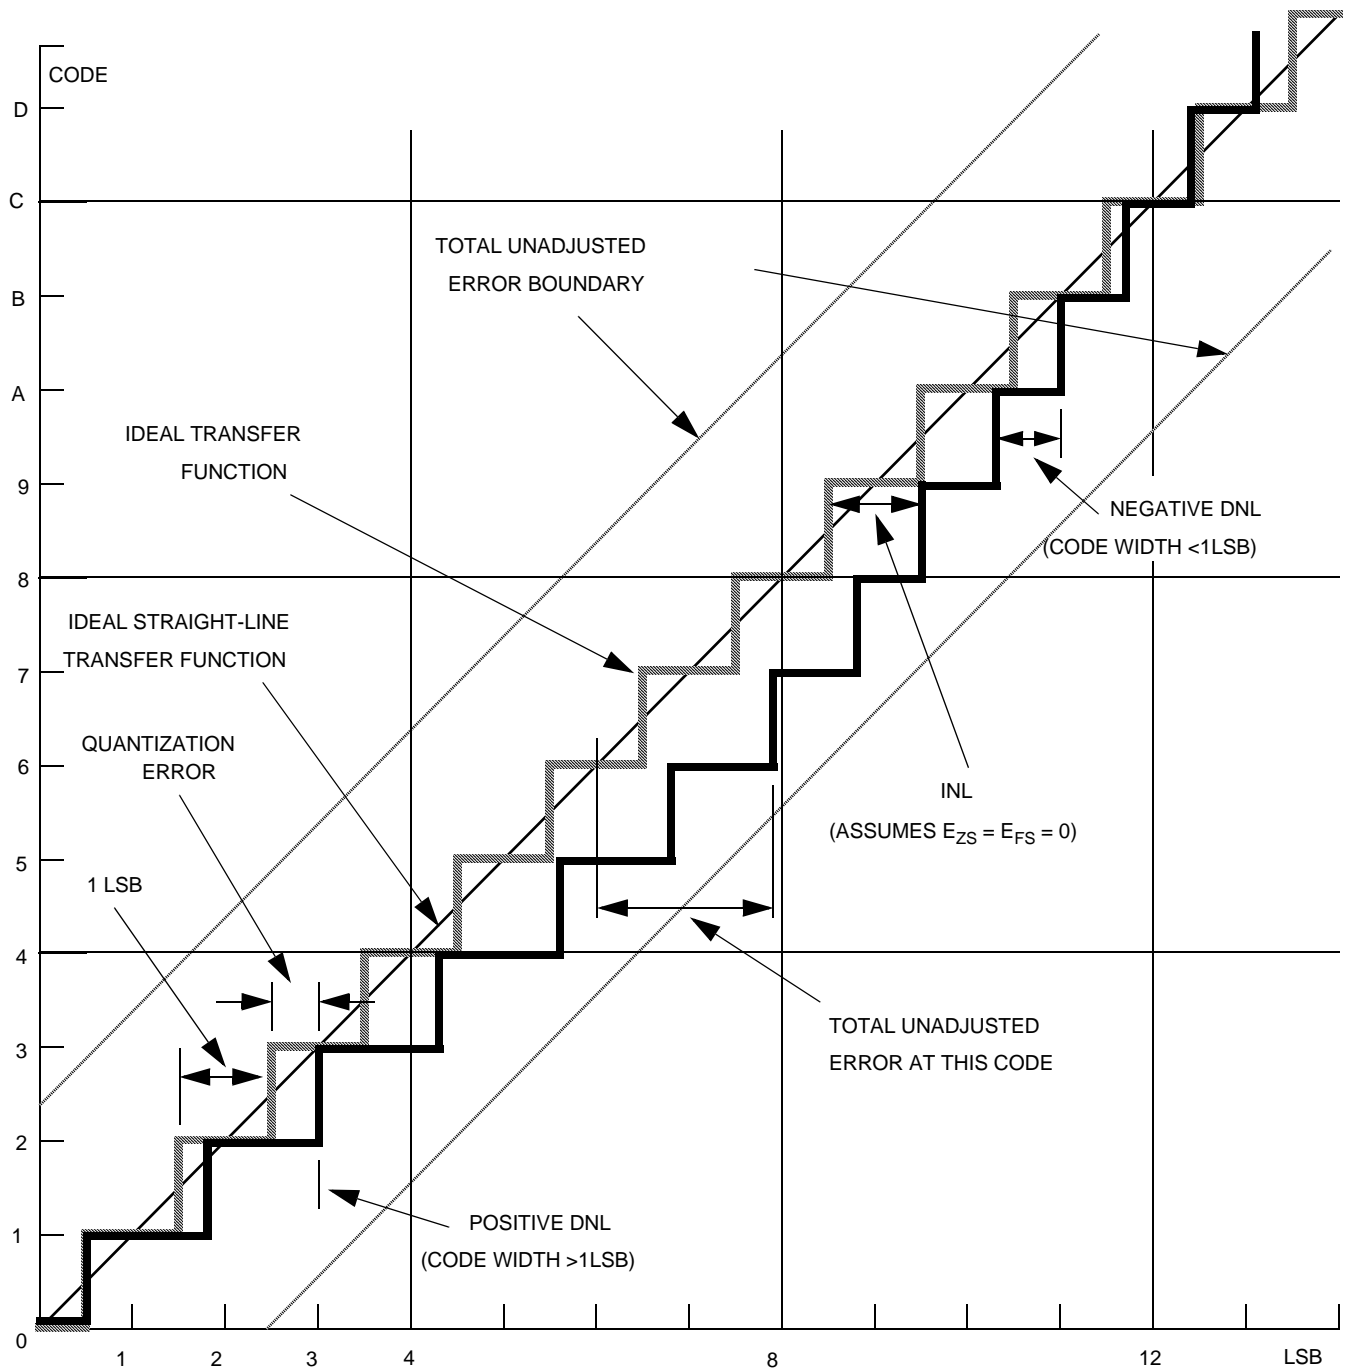 CODE
D
C
TOTAL UNADJUSTED
ERROR BOUNDARY
B
A
IDEAL TRANSFER
FUNCTION
9
NEGATIVE DNL
(CODE WIDTH <1LSB)
8
IDEAL STRAIGHT-LINE
TRANSFER FUNCTION
7
QUANTIZATION
ERROR
6
INL
(ASSUMES EZS = EFS = 0)
5
1 LSB
4
TOTAL UNADJUSTED
ERROR AT THIS CODE
3
2
POSITIVE DNL
(CODE WIDTH >1LSB)
1
0
1 2 3 4 8 12 LSB